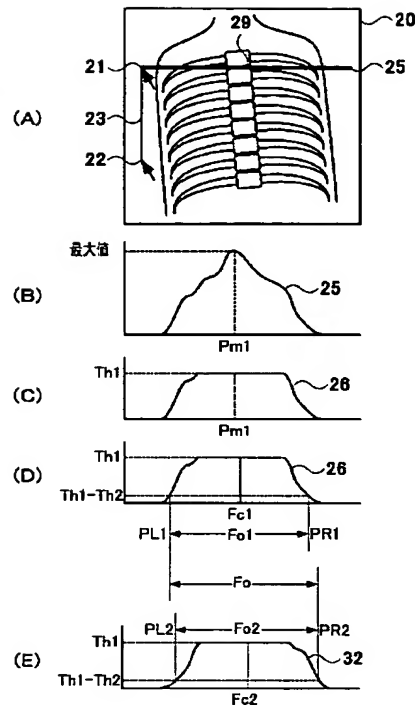 29
20
21
25
(A)
23
22
最大値
(B)
25
Pm1
Th1
(C)
26
Pm1
Th1
(D)
26
Th1-Th2
Fc1
PL1
Fo1
PR1
Fo
PL2
Fo2
PR2
Th1
(E)
32
Th1-Th2
Fc2